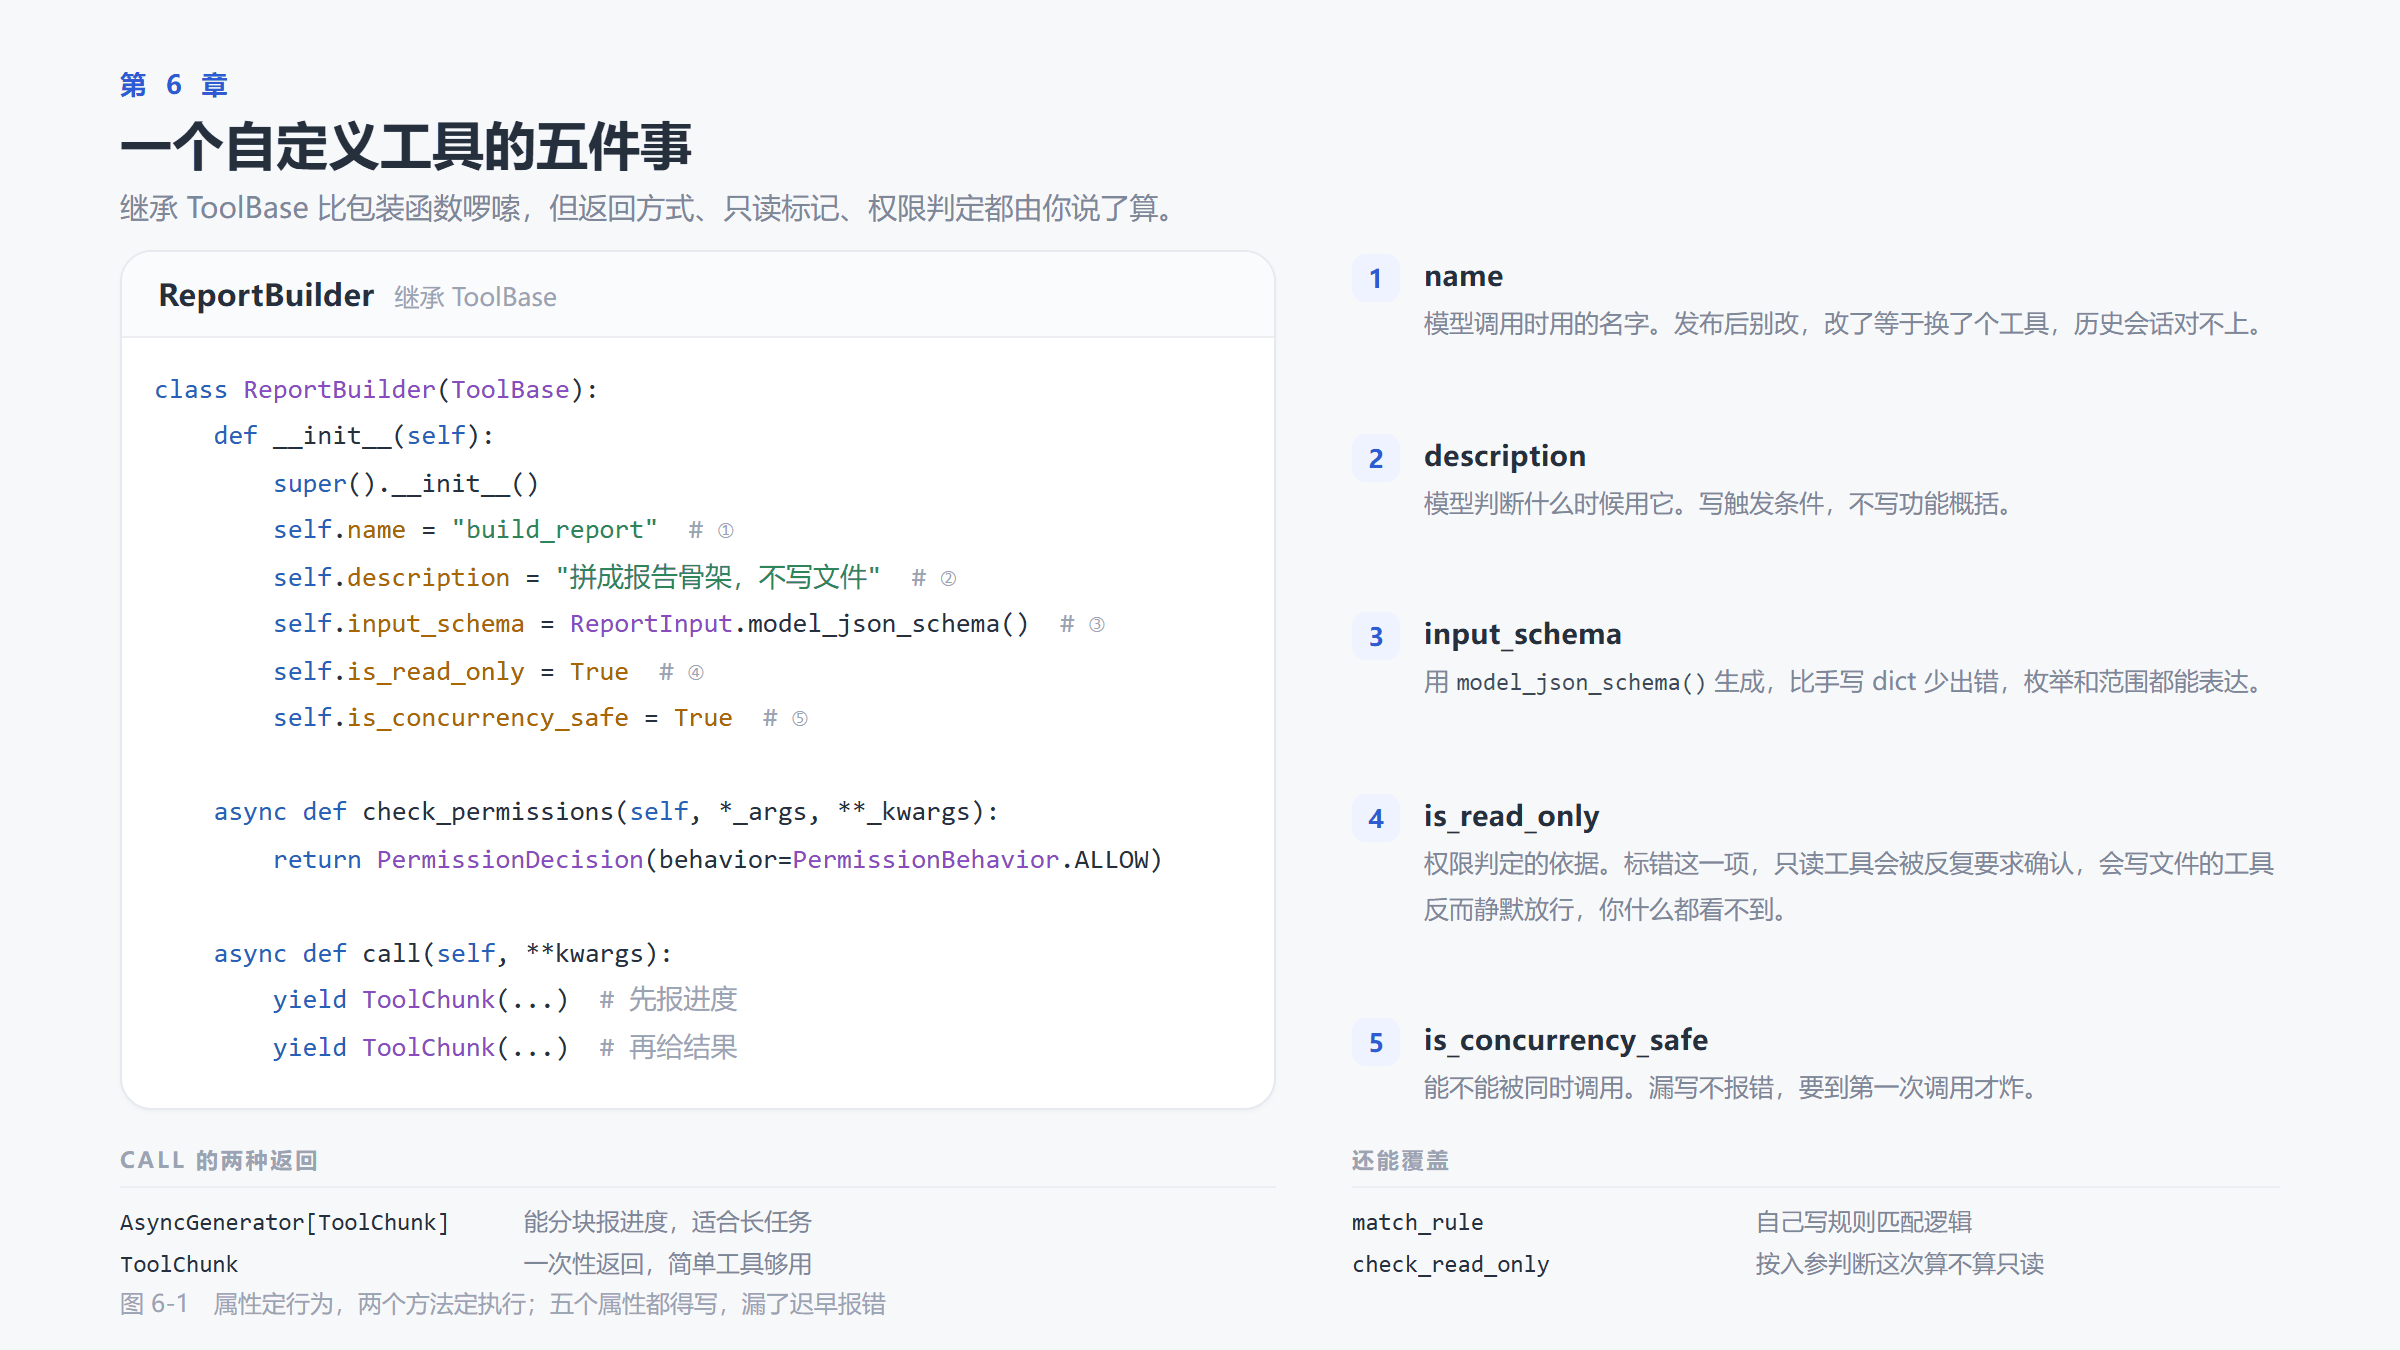 第 6 章
一个自定义工具的五件事
继承 ToolBase 比包装函数啰嗦，但返回方式、只读标记、权限判定都由你说了算。
ReportBuilder 继承 ToolBase
class ReportBuilder(ToolBase):
    def __init__(self):
        super().__init__()
        self.name = "build_report"  # ①
        self.description = "拼成报告骨架，不写文件"  # ②
        self.input_schema = ReportInput.model_json_schema()  # ③
        self.is_read_only = True  # ④
        self.is_concurrency_safe = True  # ⑤
    async def check_permissions(self, *_args, **_kwargs):
        return PermissionDecision(behavior=PermissionBehavior.ALLOW)
    async def call(self, **kwargs):
        yield ToolChunk(...)  # 先报进度
        yield ToolChunk(...)  # 再给结果
1 name
模型调用时用的名字。发布后别改，改了等于换了个工具，历史会话对不上。
2 description
模型判断什么时候用它。写触发条件，不写功能概括。
3 input_schema
用 model_json_schema() 生成，比手写 dict 少出错，枚举和范围都能表达。
4 is_read_only
权限判定的依据。标错这一项，只读工具会被反复要求确认，会写文件的工具
反而静默放行，你什么都看不到。
5 is_concurrency_safe
能不能被同时调用。漏写不报错，要到第一次调用才炸。
CALL 的两种返回
AsyncGenerator[ToolChunk] 能分块报进度，适合长任务
ToolChunk 一次性返回，简单工具够用
还能覆盖
match_rule 自己写规则匹配逻辑
check_read_only 按入参判断这次算不算只读
图 6-1 属性定行为，两个方法定执行；五个属性都得写，漏了迟早报错